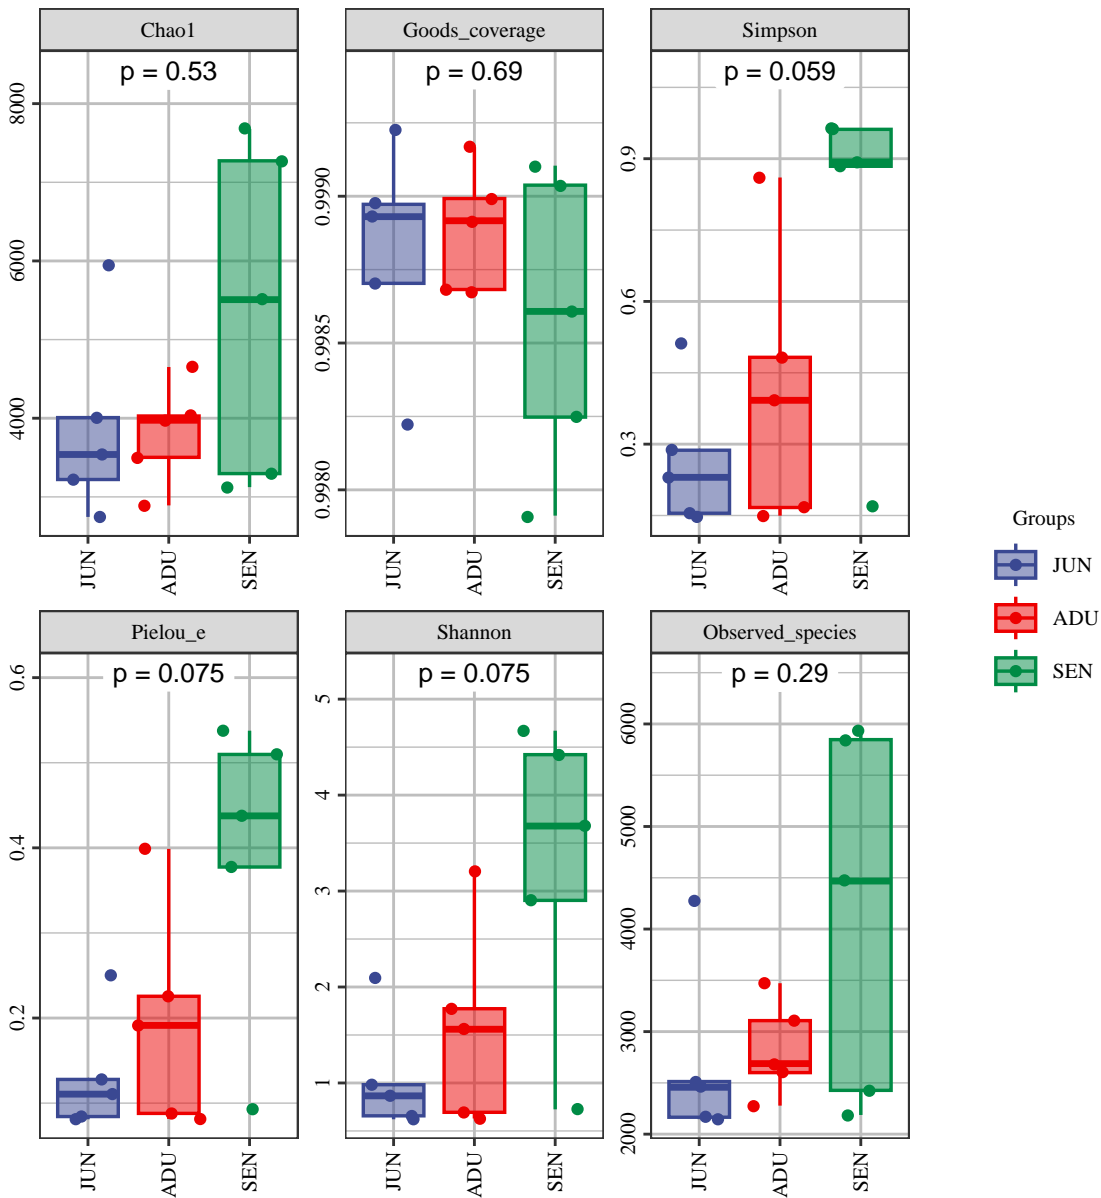 Chao1
Goods_coverage
Simpson
p = 0.53
p = 0.69
p = 0.059
8000
6000
4000
0.9990
0.9985
0.9980
0.9
0.6
0.3
JUN
ADU
SEN
JUN
ADU
SEN
JUN
ADU
SEN
Groups
JUN
ADU
SEN
Pielou_e
Shannon
Observed_species
p = 0.075
p = 0.075
p = 0.29
0.6
0.4
0.2
5
4
3
2
1
6000
5000
4000
3000
2000
JUN
ADU
SEN
JUN
ADU
SEN
JUN
ADU
SEN